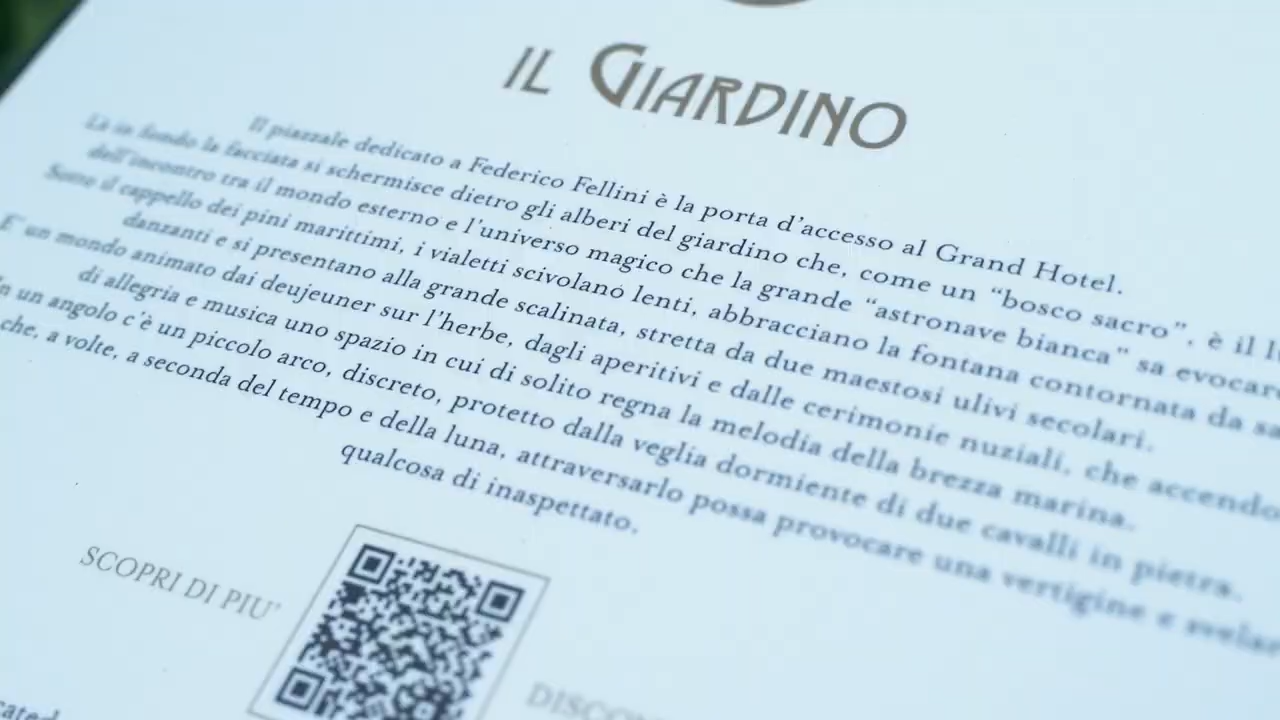 IL GIARDINO
Il piazzale dedicato a Federico Fellini è la porta d'accesso al Grand Hotel.
Là in fondo la facciata si schermisce dietro gli alberi del giardino che, come un “bosco sacro”, è il
dell'incontro tra il mondo esterno e l'universo magico che la grande “astronave bianca” sa evocare
Sotto il cappello dei pini marittimi, i vialetti scivolano lenti, abbracciano la fontana contornata da
danzanti e si presentano alla grande scalinata, stretta da due maestosi ulivi secolari.
E' un mondo animato dai deujeuner sur l'herbe, dagli aperitivi e dalle cerimonie nuziali, che
di allegria e musica uno spazio in cui di solito regna la melodia della brezza marina.
In un angolo c'è un piccolo arco, discreto, protetto dalla veglia dormiente di due cavalli in pietra.
che, a volte, a seconda del tempo e della luna, attraversarlo possa provocare una vertigine e
qualcosa di inaspettato.
SCOPRI DI PIU'